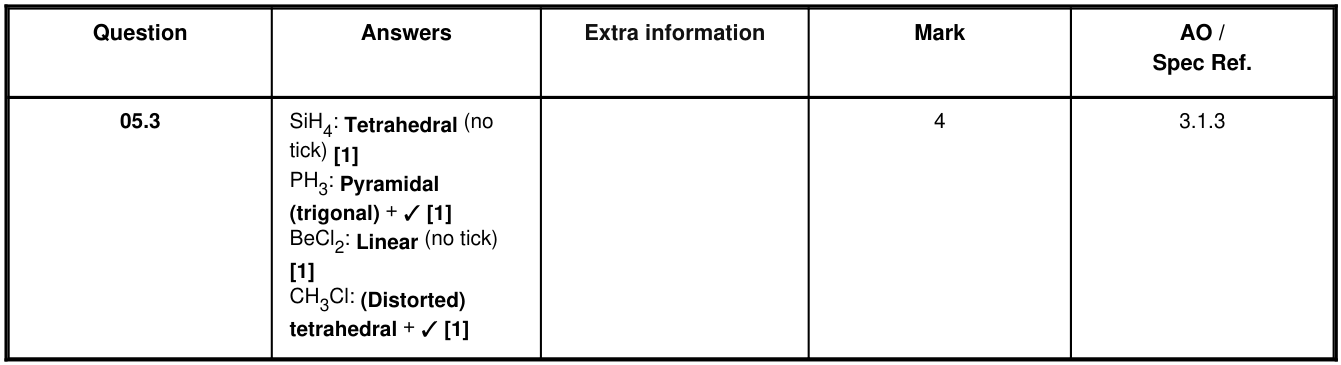 Question Answers Extra information Mark AO /
Spec Ref.
05.3 SiH4: Tetrahedral (no 4 3.1.3
tick) [1]
PH3: Pyramidal
(trigonal) + ✓ [1]
BeCl2: Linear (no tick)
[1]
CH3Cl: (Distorted)
tetrahedral + ✓ [1]